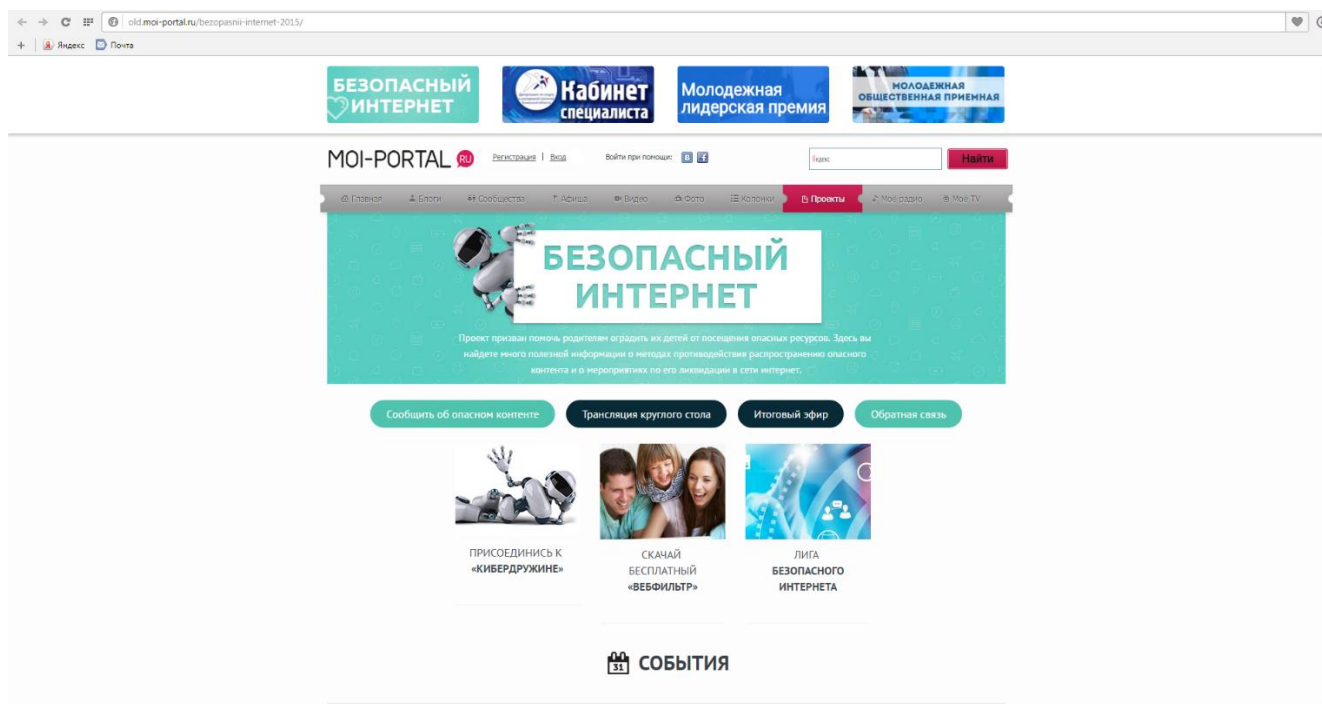 old.moi-portal.ru/bezopasnii-internet-2015/
Яндекс Почта
БЕЗОПАСНЫЙ
ИНТЕРНЕТ
Кабинет
специалиста
Молодежная
лидерская премия
МОЛОДЕЖНАЯ
ОБЩЕСТВЕННАЯ ПРИЕМНАЯ
MOI-PORTAL RU
Регистрация | Вход
Войти при помощи:
Яндекс
Найти
Главная Блоги Сообщества Афиша Видео Фото Колонки Проекты Моё радио Моё TV
БЕЗОПАСНЫЙ
ИНТЕРНЕТ
Проект призван помочь родителям оградить их детей от посещения опасных ресурсов. Здесь вы
найдете много полезной информации о методах противодействия распространению опасного
контента и о мероприятиях по его ликвидации в сети интернет.
Сообщить об опасном контенте Трансляция круглого стола Итоговый эфир Обратная связь
ПРИСОЕДИНИСЬ К
«КИБЕРДРУЖИНЕ»
СКАЧАЙ
БЕСПЛАТНЫЙ
«ВЕБФИЛЬТР»
ЛИГА
БЕЗОПАСНОГО
ИНТЕРНЕТА
31 СОБЫТИЯ